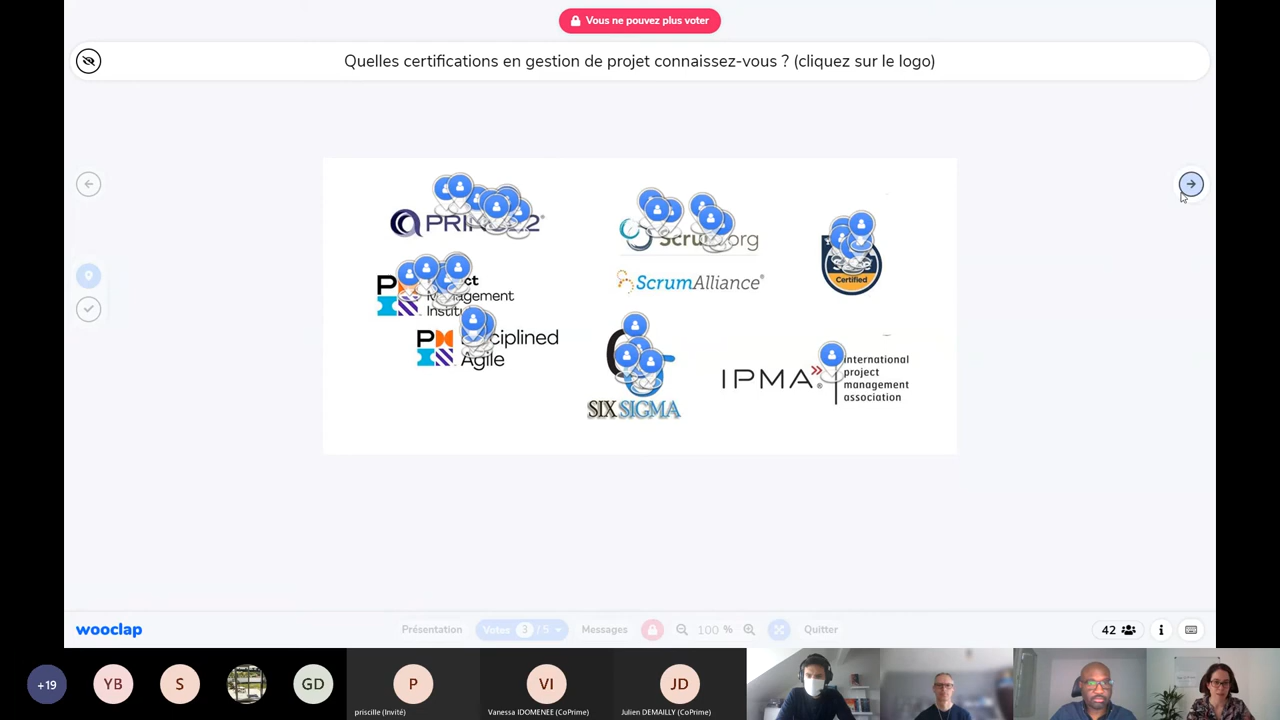 Vous ne pouvez plus voter
Quelles certifications en gestion de projet connaissez-vous ? (cliquez sur le logo)
ScrumAlliance®
Certified
Agile
SIX SIGMA
IPMA®
international
project
management
association
wooclap
Présentation
Votes 3 / 5
Messages
100 %
Quitter
42
i
+19
YB
S
GD
P
priscille (Invité)
VI
Vanessa IDOMENEE (CoPrime)
JD
Julien DEMAILLY (CoPrime)